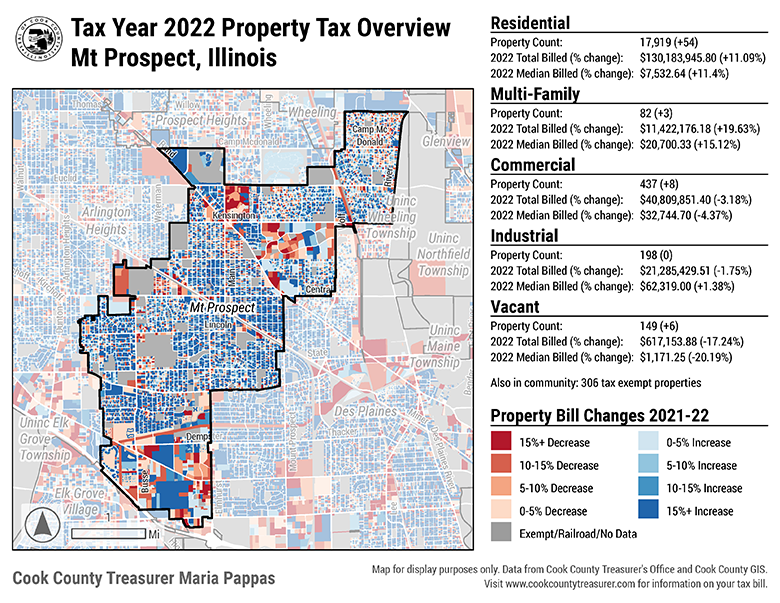 Tax Year 2022 Property Tax Overview
Mt Prospect, Illinois
Residential
Property Count: 17,919 (+54)
2022 Total Billed (% change): $130,183,945.80 (+11.09%)
2022 Median Billed (% change): $7,532.64 (+11.4%)
Multi-Family
Property Count: 82 (+3)
2022 Total Billed (% change): $11,422,176.18 (+19.63%)
2022 Median Billed (% change): $20,700.33 (+15.12%)
Commercial
Property Count: 437 (+8)
2022 Total Billed (% change): $40,809,851.40 (-3.18%)
2022 Median Billed (% change): $32,744.70 (-4.37%)
Industrial
Property Count: 198 (0)
2022 Total Billed (% change): $21,285,429.51 (-1.75%)
2022 Median Billed (% change): $62,319.00 (+1.38%)
Vacant
Property Count: 149 (+6)
2022 Total Billed (% change): $617,153.88 (-17.24%)
2022 Median Billed (% change): $1,171.25 (-20.19%)
Also in community: 306 tax exempt properties
Property Bill Changes 2021-22
15%+ Decrease
10-15% Decrease
5-10% Decrease
0-5% Decrease
0-5% Increase
5-10% Increase
10-15% Increase
15%+ Increase
Exempt/Railroad/No Data
Thomas
Willow
Wheeling
Wheeling
Prospect Heights
Camp Mc
Donald
Camp Mcdonald
Glenview
River
Walnut
Euclid
Arlington
Heights
Kensington
Uninc
Wheeling
Township
Uninc
Northfield
Township
Main
Central
Mt Prospect
Lincoln
State
Uninc
Maine
Township
Des Plaines
Uninc Elk
Grove
Township
Dempster
Busse
Elk Grove
Village
1
Mi
Cook County Treasurer Maria Pappas
Map for display purposes only. Data from Cook County Treasurer's Office and Cook County GIS.
Visit www.cookcountytreasurer.com for information on your tax bill.